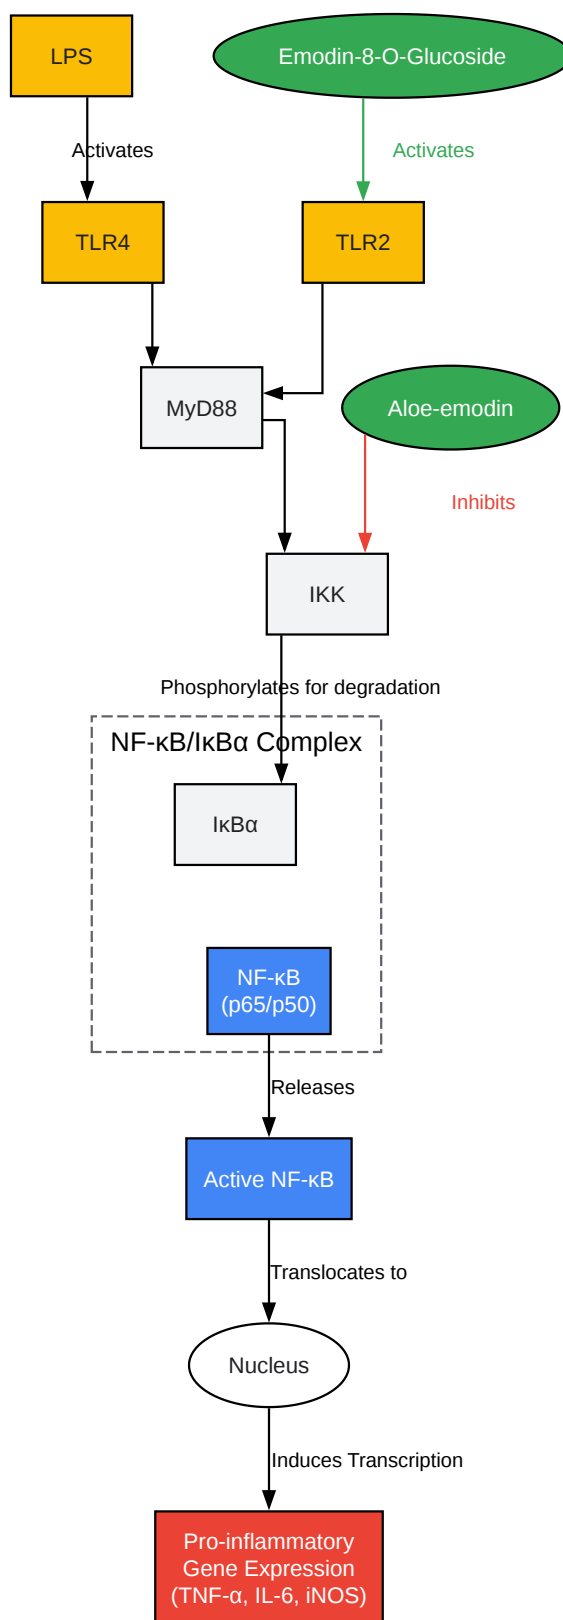 LPS
Emodin-8-O-Glucoside
Activates
Activates
TLR4
TLR2
MyD88
Aloe-emodin
Inhibits
IKK
Phosphorylates for degradation
NF-κB/IκBα Complex
IκBα
NF-κB
(p65/p50)
Releases
Active NF-κB
Translocates to
Nucleus
Induces Transcription
Pro-inflammatory
Gene Expression
(TNF-α, IL-6, iNOS)